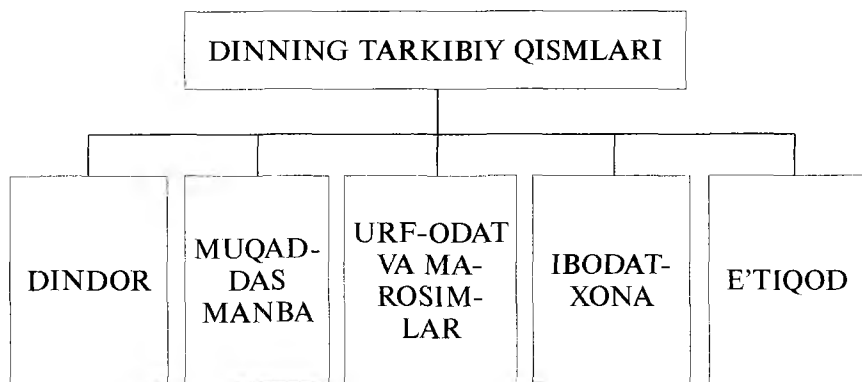 DINNING TARKIBIY QISMLARI
DINDOR
MUQAD-
DAS
MANBA
URF-ODAT
VA MA-
ROSIM-
LAR
IBODAT-
XONA
E'TIQOD